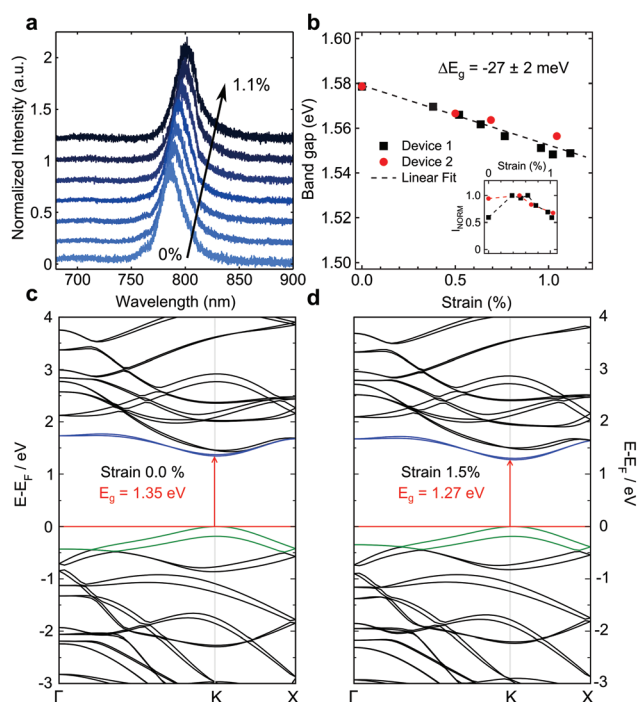 a
Normalized Intensity (a.u.)
2
1.5
1
0.5
0
1.1%
0%
700
750
800
850
900
Wavelength (nm)
b
Band gap (eV)
1.60
1.58
1.56
1.54
1.52
1.50
ΔEg = -27 ± 2 meV
Device 1
Device 2
Linear Fit
Strain (%)
0
1
INORM
1.0
0.5
0
0.0
0.5
1.0
Strain (%)
c
E-EF / eV
4
3
2
1
0
-1
-2
-3
Strain 0.0 %
Eg = 1.35 eV
Γ
K
X
d
Strain 1.5%
Eg = 1.27 eV
4
3
2
1
0
-1
-2
-3
E-EF / eV
Γ
K
X